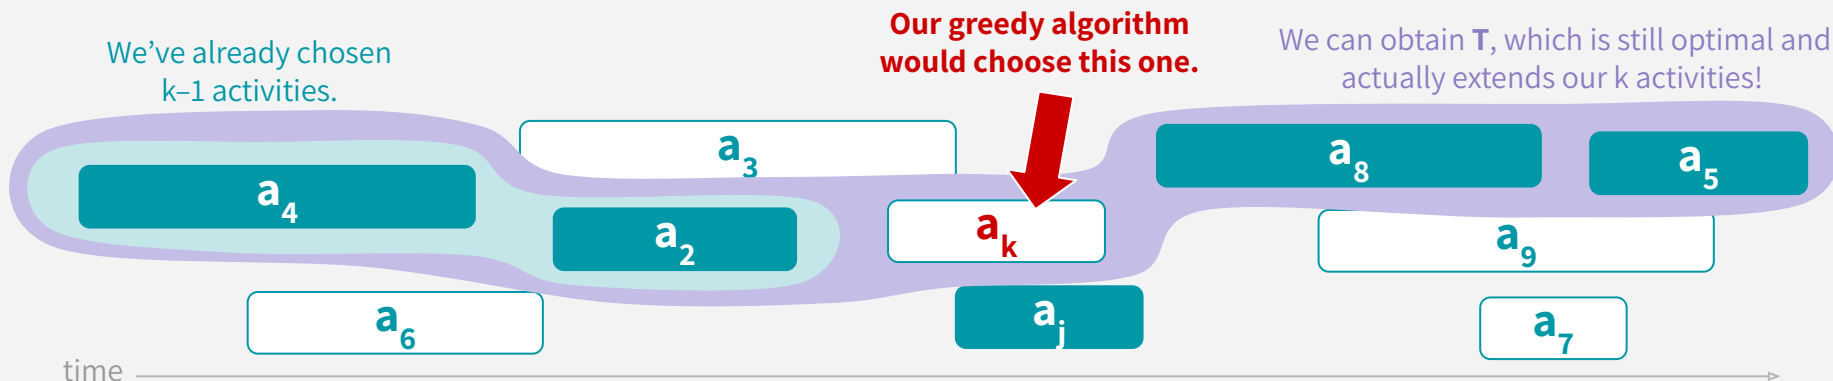 We’ve already chosen
k–1 activities.
Our greedy algorithm
would choose this one.
We can obtain T, which is still optimal and
actually extends our k activities!
a3
a8
a5
a4
a2
ak
a9
a6
aj
a7
time